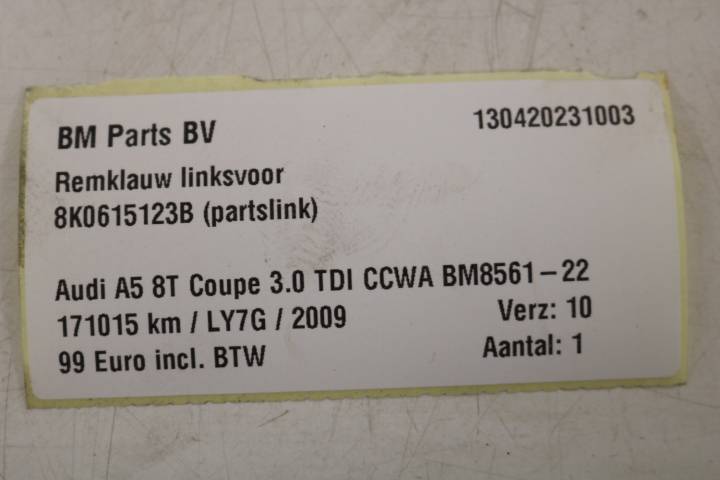 BM Parts BV 130420231003
Remklauw linksvoor
8K0615123B (partslink)
Audi A5 8T Coupe 3.0 TDI CCWA BM8561-22
171015 km / LY7G / 2009 Verz: 10
99 Euro incl. BTW Aantal: 1